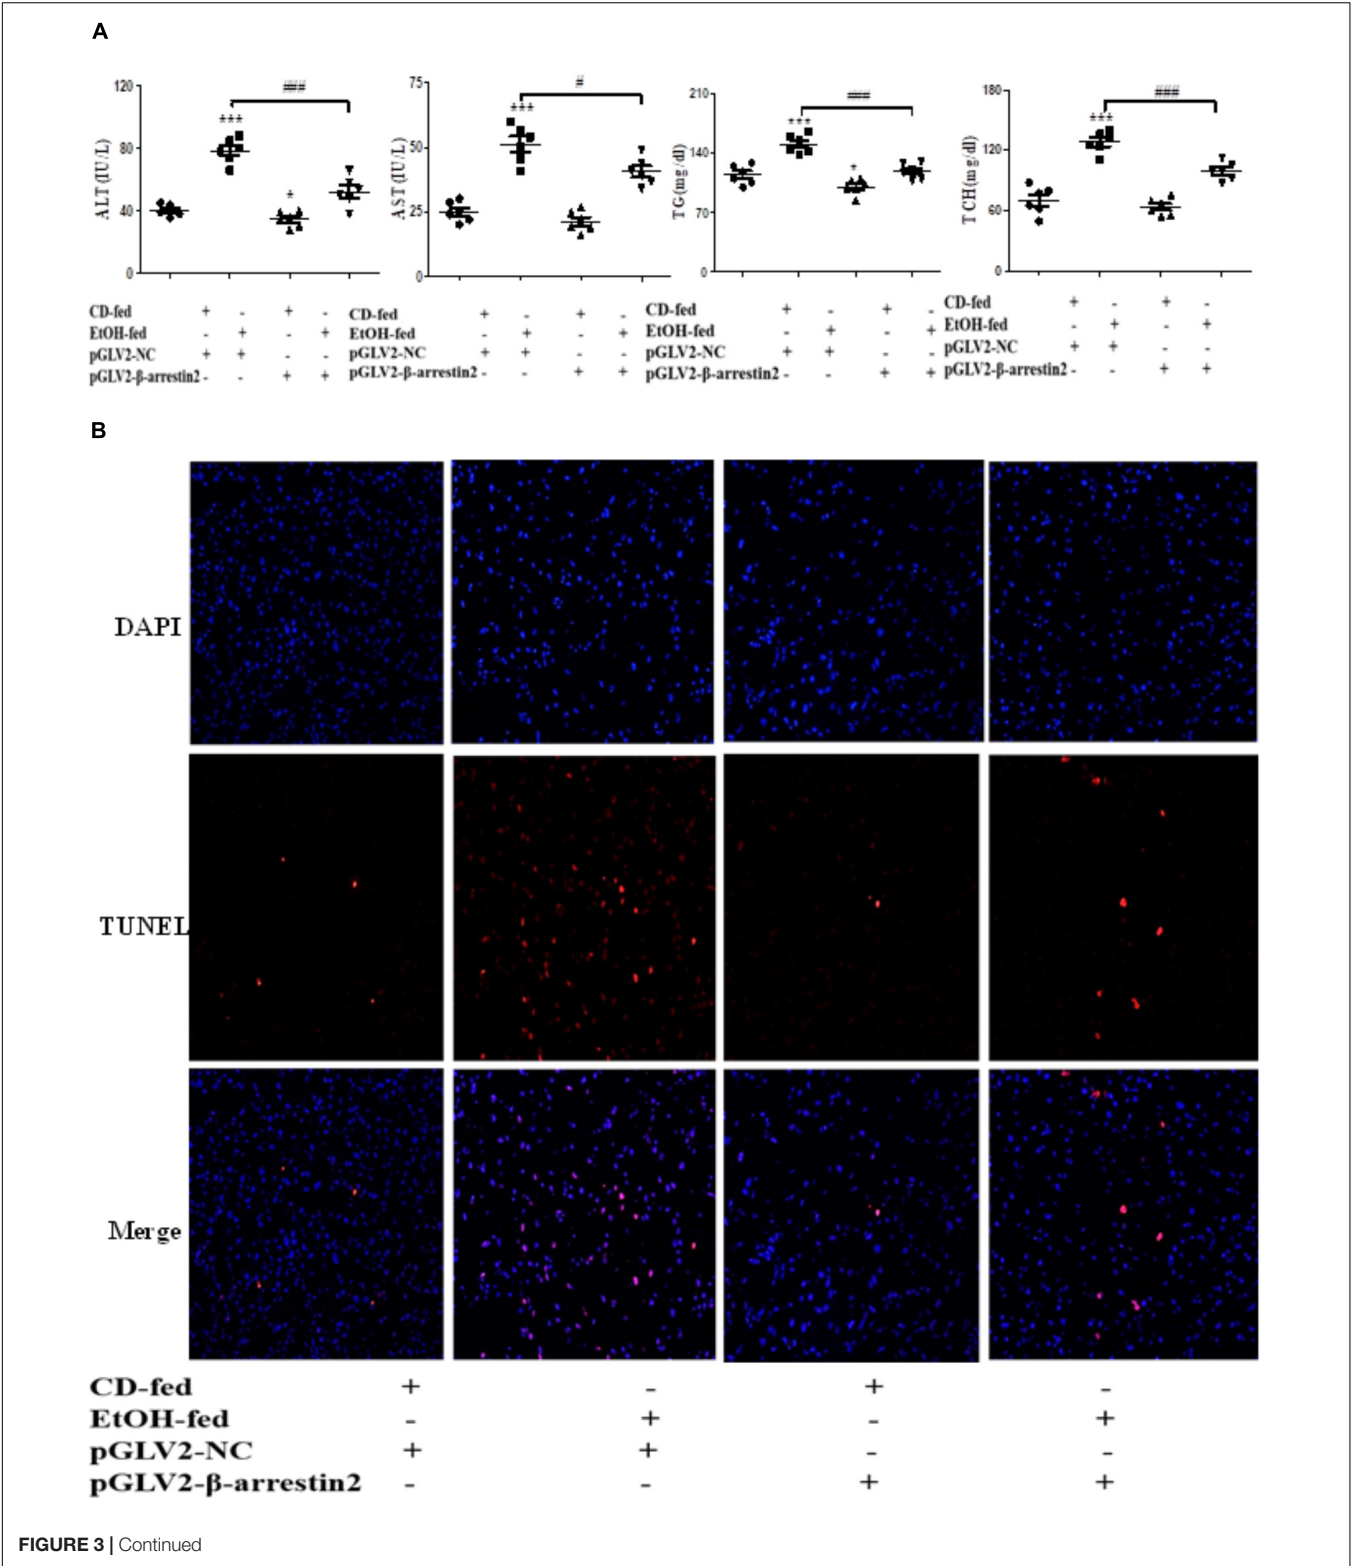 A
### # ### ###
120 80 40 0 ALT (IU/L) *** *
75 50 25 0 AST (IU/L) ***
210 140 70 0 TG(mg/dl) *** *
180 120 60 0 TCH(mg/dl) ***
CD-fed + - + - CD-fed + - + - CD-fed + - + - CD-fed + - + -
EtOH-fed - + - + EtOH-fed - + - + EtOH-fed - + - + EtOH-fed - + - +
pGLV2-NC + + - - pGLV2-NC + + - - pGLV2-NC + + - - pGLV2-NC + + - -
pGLV2-β-arrestin2 - - + + pGLV2-β-arrestin2 - - + + pGLV2-β-arrestin2 - - + + pGLV2-β-arrestin2 - - + +
B
DAPI
TUNEL
Merge
CD-fed + - + -
EtOH-fed - + - +
pGLV2-NC + + - -
pGLV2-β-arrestin2 - - + +
FIGURE 3 | Continued